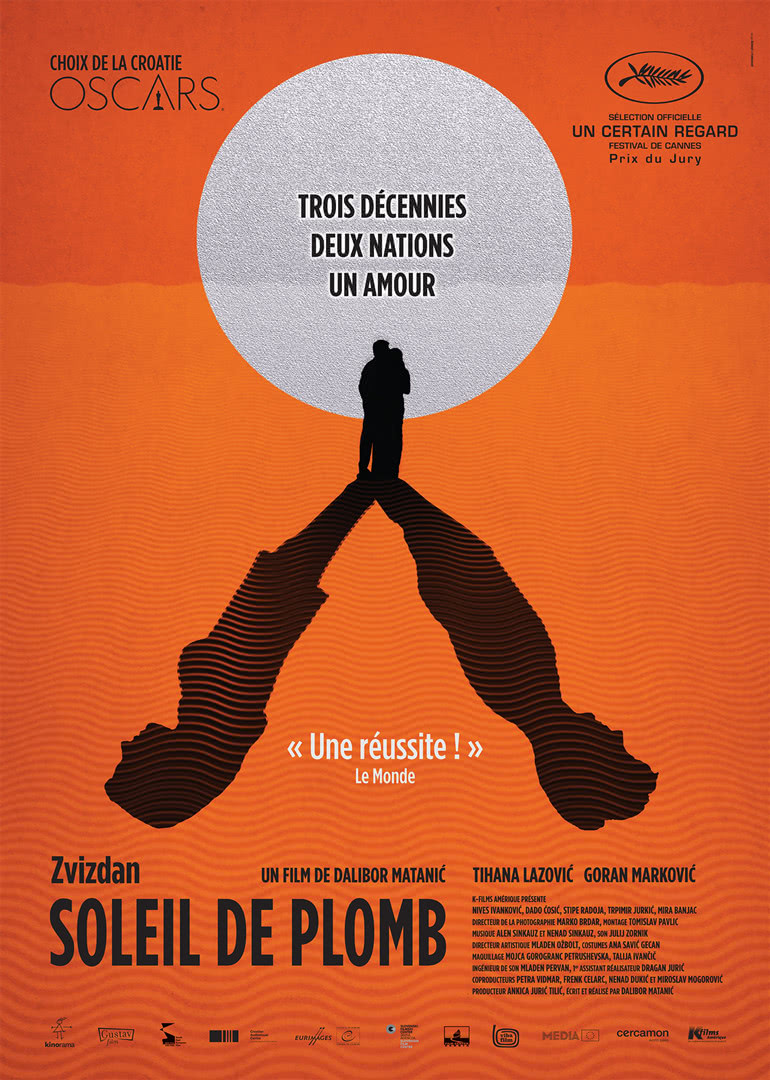 CHOIX DE LA CROATIE
OSCARS
SÉLECTION OFFICIELLE
UN CERTAIN REGARD
FESTIVAL DE CANNES
Prix du Jury
TROIS DÉCENNIES
DEUX NATIONS
UN AMOUR
« Une réussite ! »
Le Monde
Zvizdan
UN FILM DE DALIBOR MATANIĆ
TIHANA LAZOVIĆ GORAN MARKOVIĆ
SOLEIL DE PLOMB
K-FILMS AMÉRIQUE PRÉSENTE
NIVES IVANKOVIĆ, DADO ĆOSIĆ, STIPE RADOJA, TRPIMIR JURKIĆ, MIRA BANJAC
DIRECTEUR DE LA PHOTOGRAPHIE MARKO BRDAR, MONTAGE TOMISLAV PAVLIC
MUSIQUE ALEN SINKAUZ ET NENAD SINKAUZ, SON JULIJ ZORNIK
DIRECTEUR ARTISTIQUE MLADEN OŽBOLT, COSTUMES ANA SAVIĆ GECAN
MAQUILLAGE MOJCA GOROGRANC PETRUSHEVSKA, TALIJA IVANČIĆ
INGÉNIEUR DE SON MLADEN PERVAN, 1er ASSISTANT RÉALISATEUR DRAGAN JURIĆ
COPRODUCTEURS PETRA VIDMAR, FRENK CELARC, NENAD DUKIĆ ET MIROSLAV MOGOROVIĆ
PRODUCTEUR ANKICA JURIĆ TILIĆ, ÉCRIT ET RÉALISÉ PAR DALIBOR MATANIĆ
kinorama
Gustav
film
EURIMAGES
MEDIA
cercamon
Kfilms
Amérique